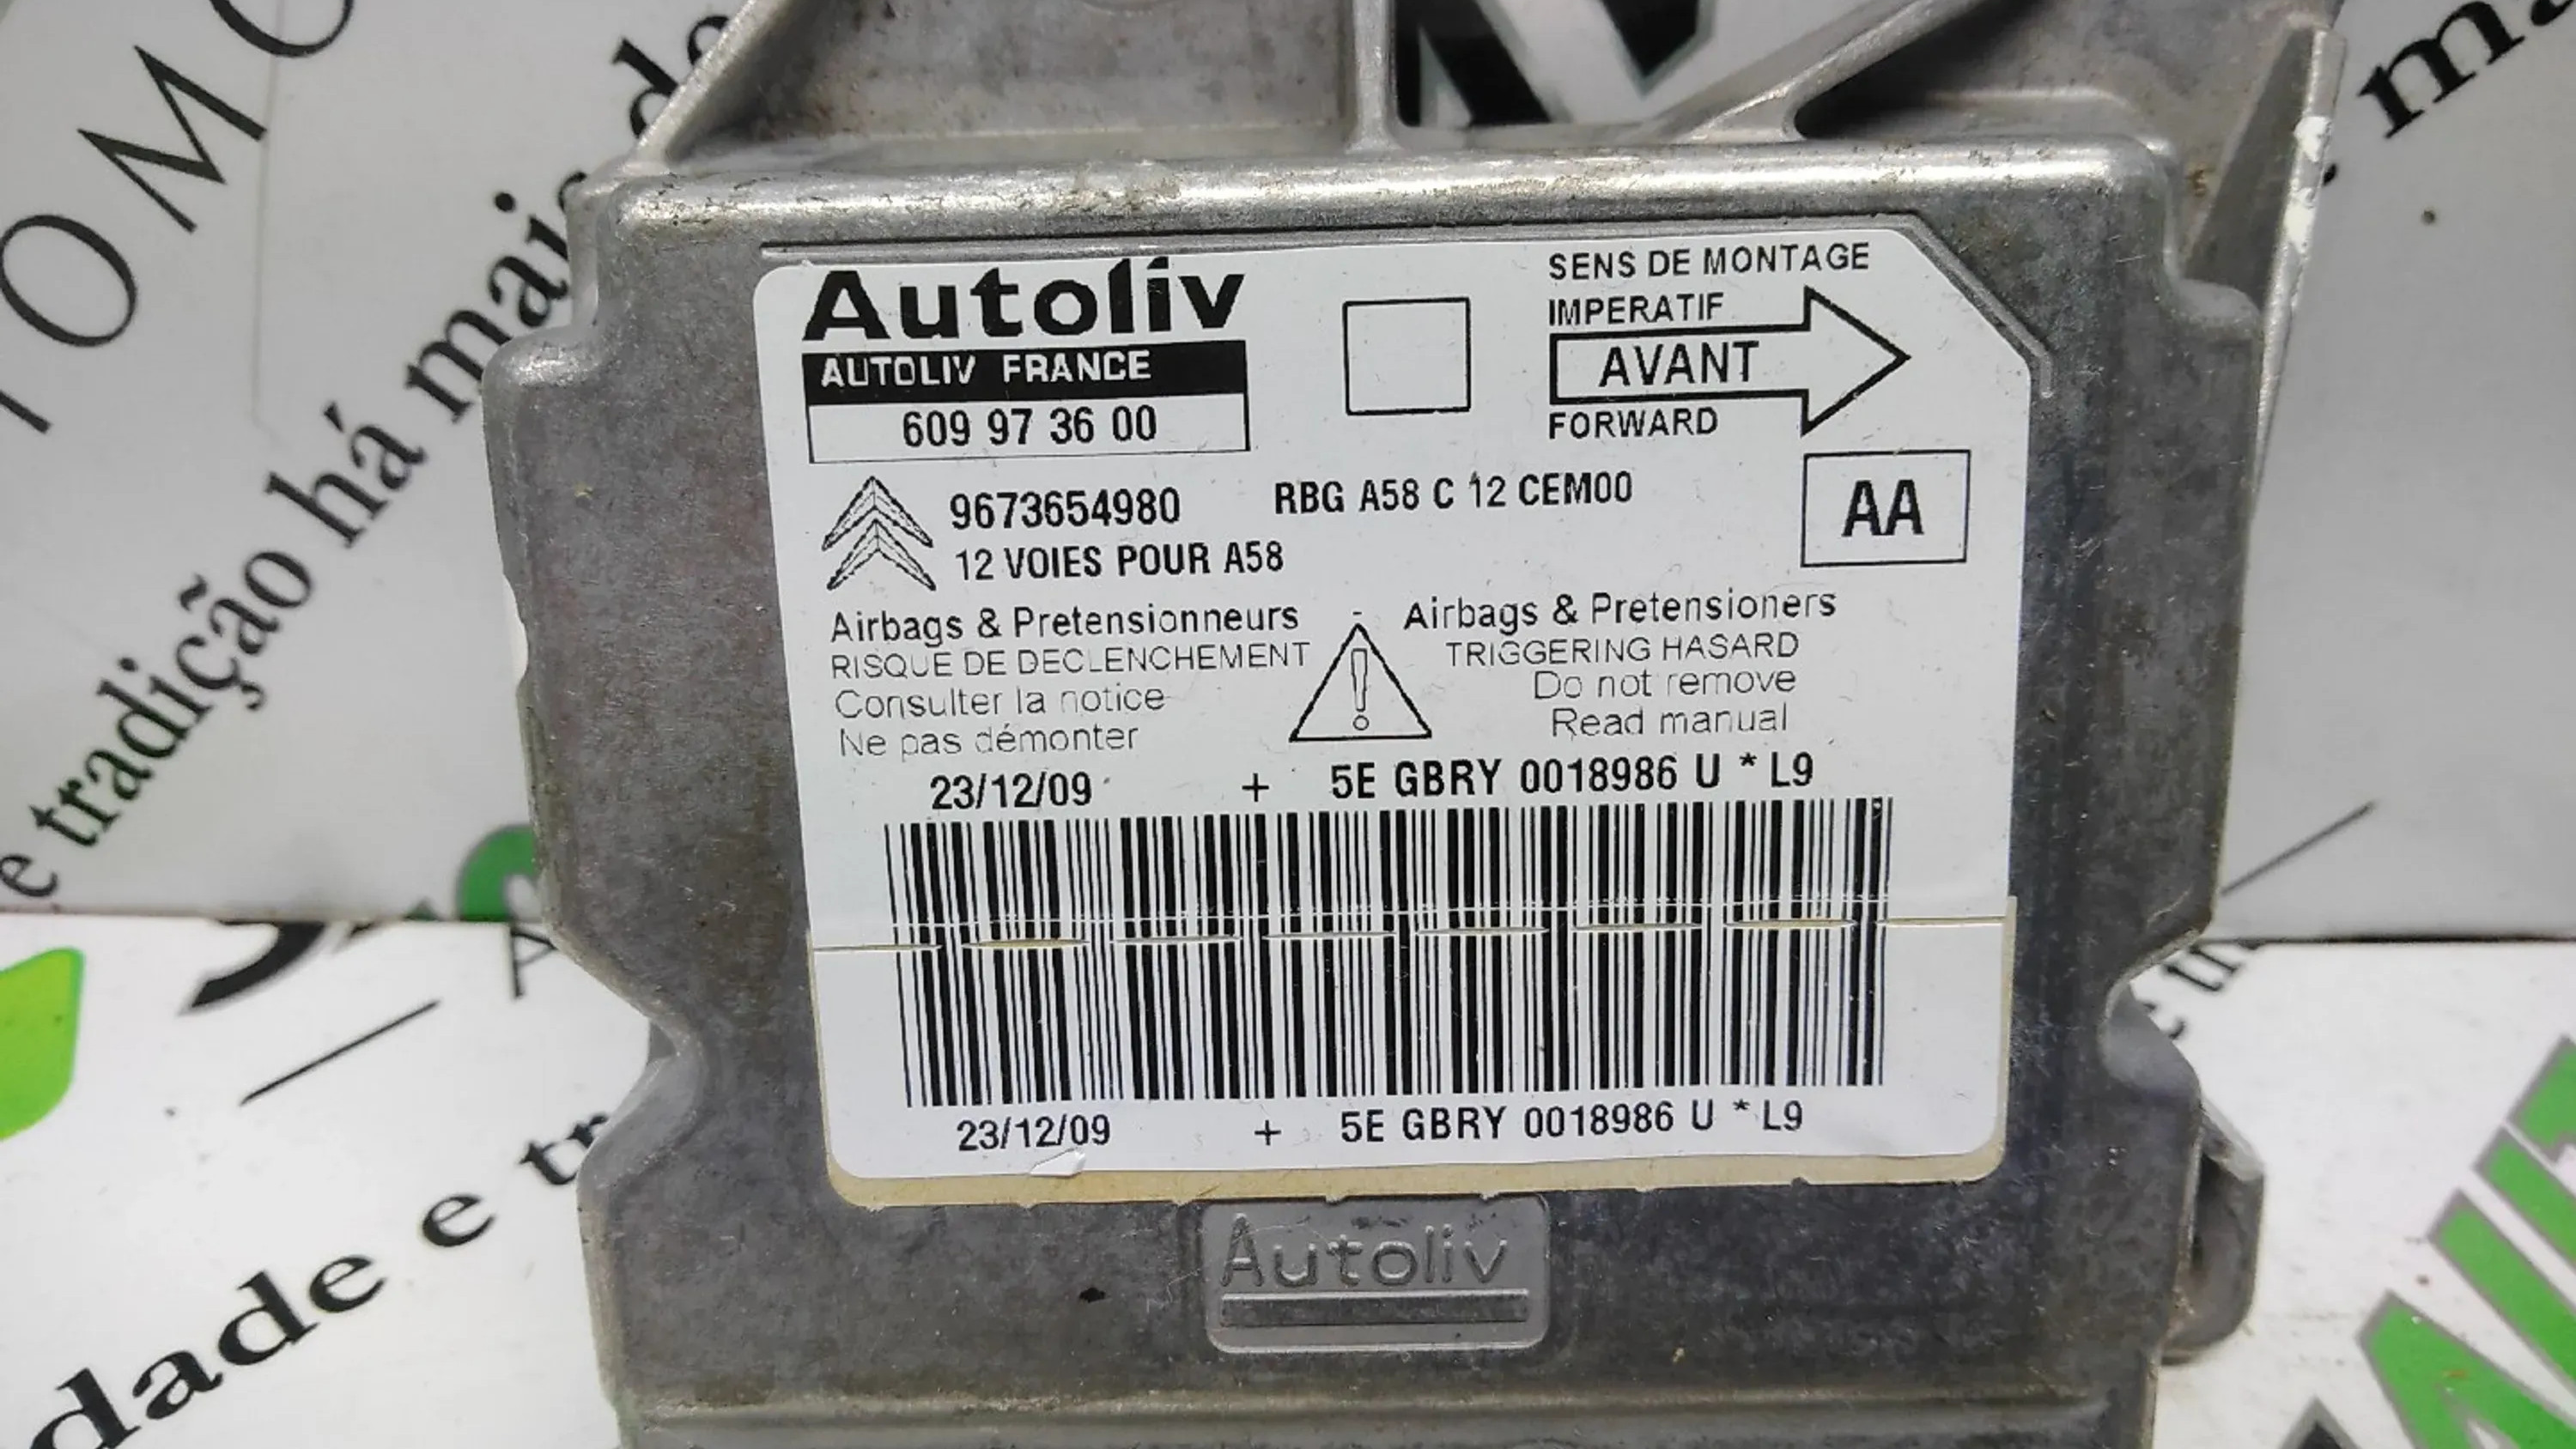 OMO
há mais de
e tradição
Autoliv
AUTOLIV FRANCE
609 97 36 00
SENS DE MONTAGE
IMPERATIF
AVANT
FORWARD
9673654980 RBG A58 C 12 CEM00
12 VOIES POUR A58
AA
Airbags & Pretensionneurs - Airbags & Pretensioners
RISQUE DE DECLENCHEMENT TRIGGERING HASARD
Consulter la notice Do not remove
Ne pas démonter Read manual
23/12/09 + 5E GBRY 0018986 U * L9
23/12/09 + 5E GBRY 0018986 U * L9
Autoliv
dade e tr